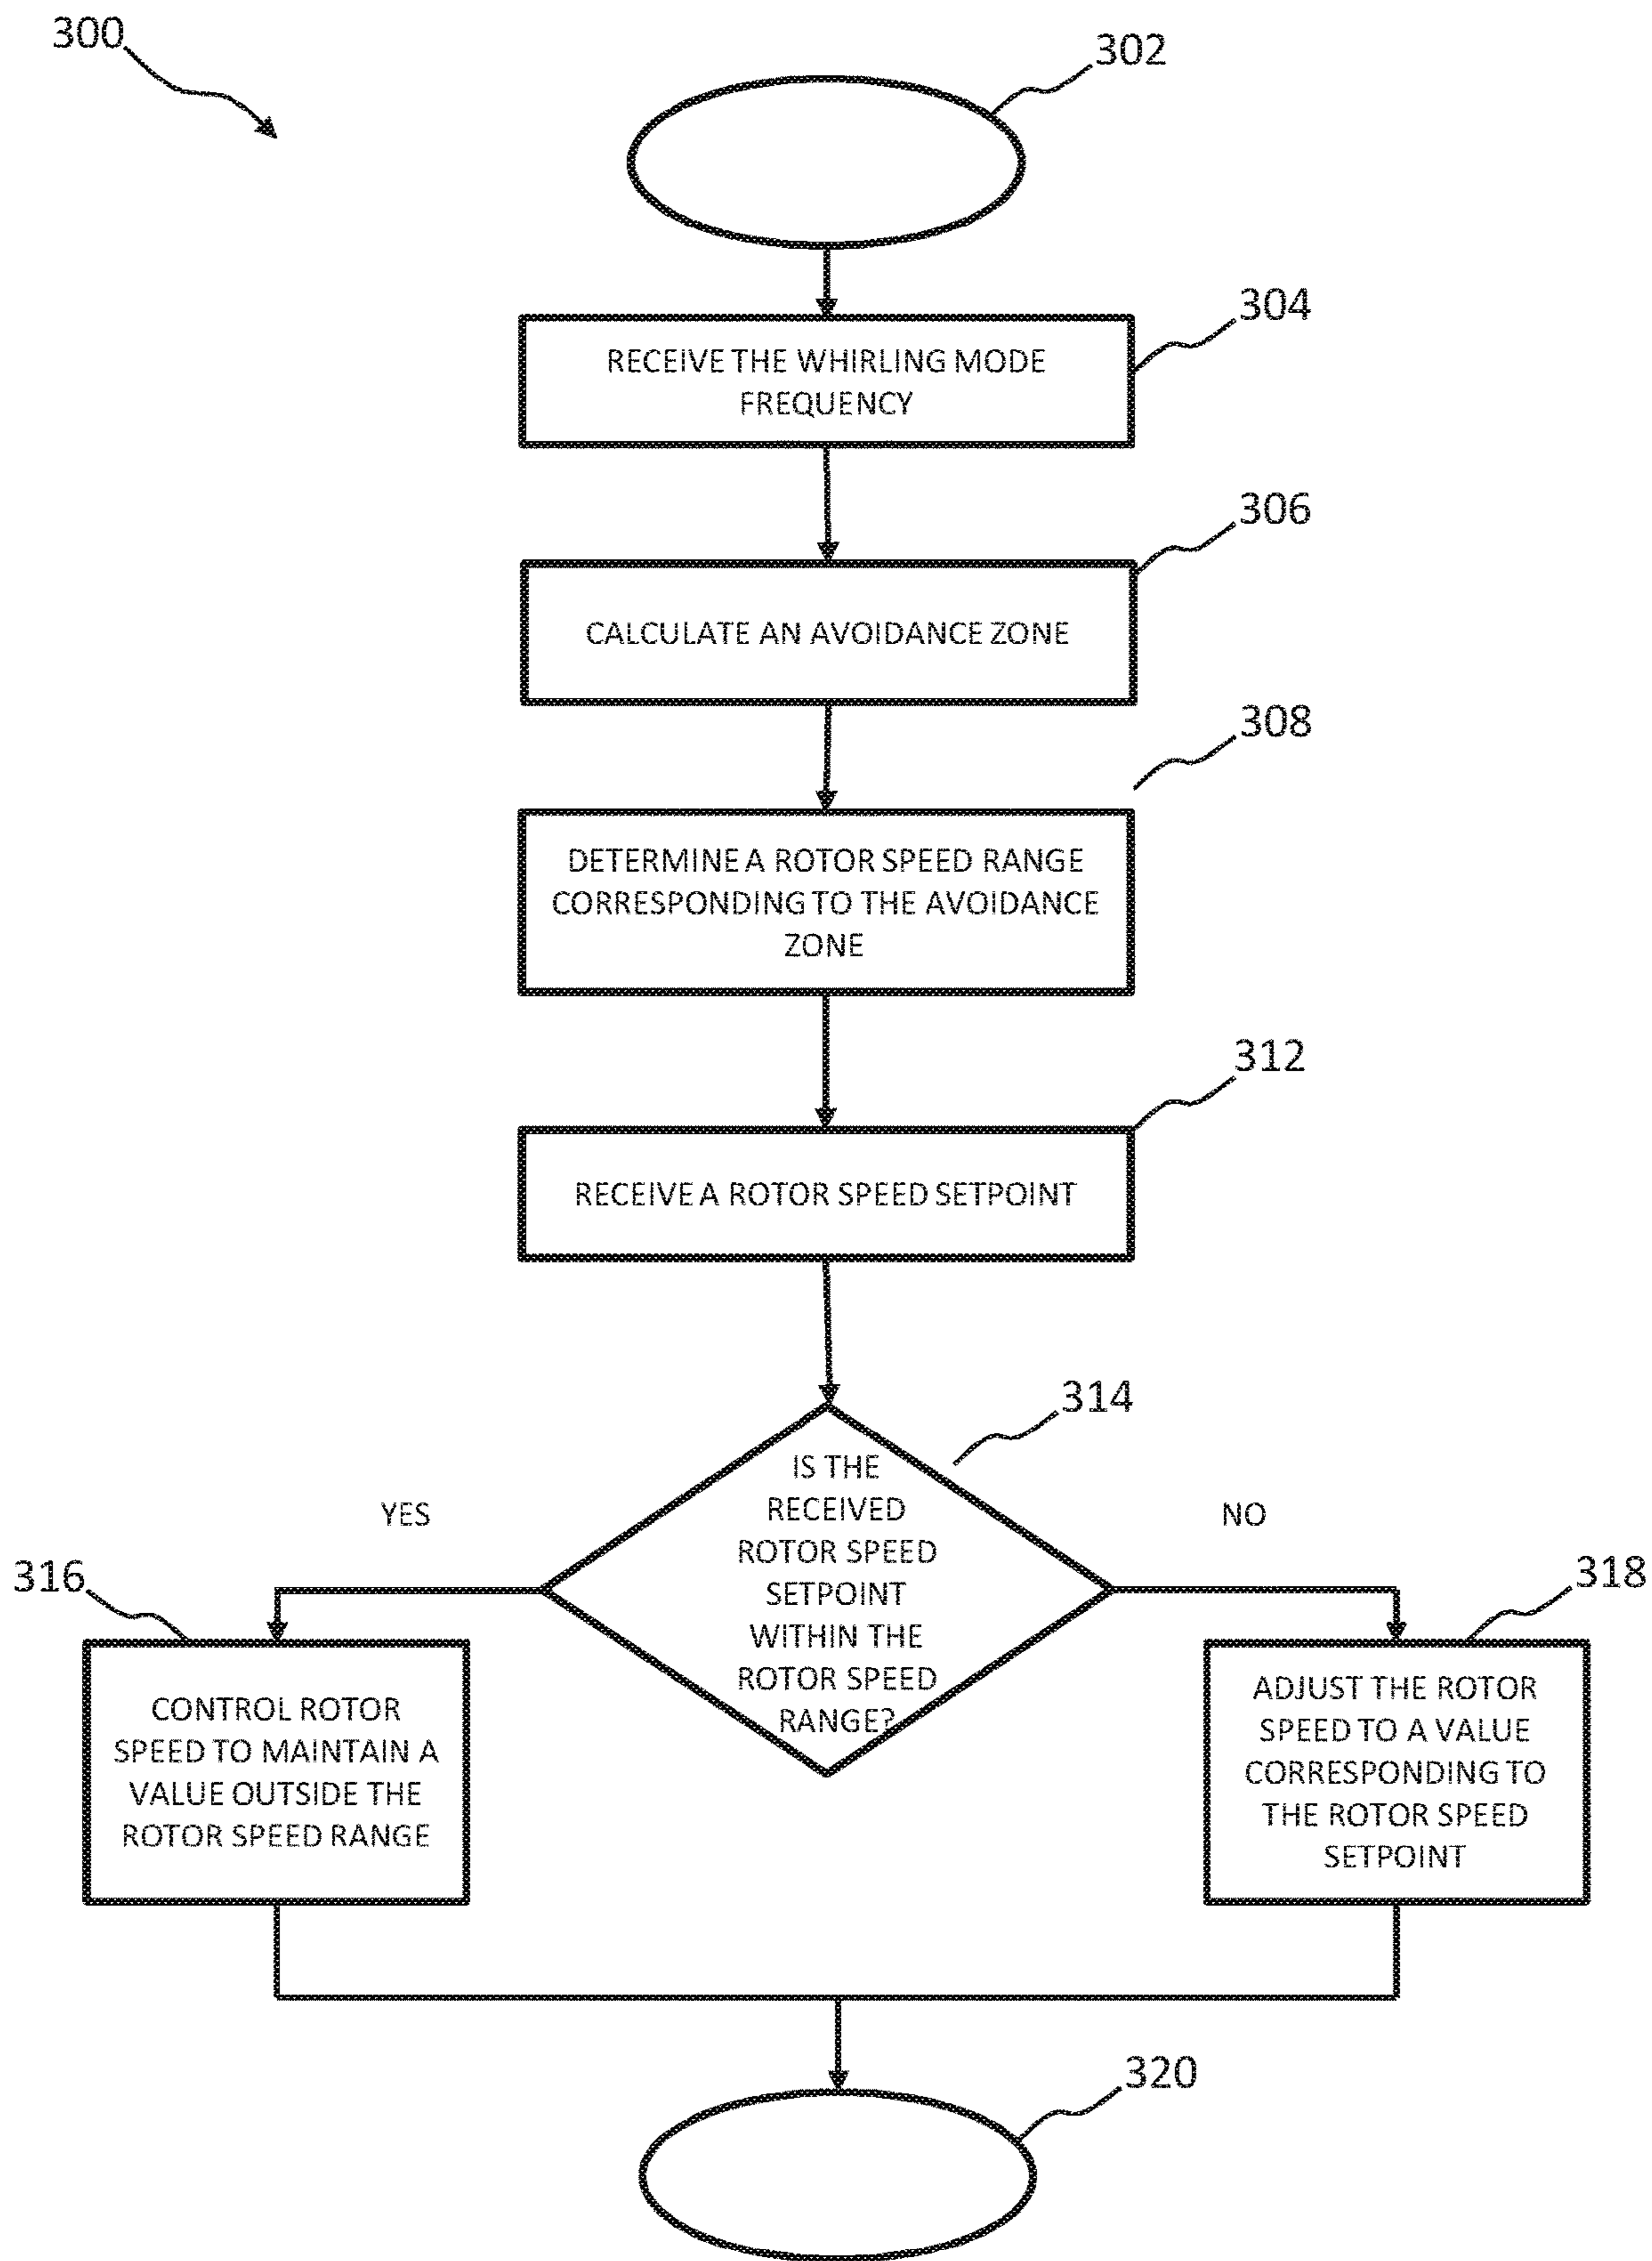 300
302
304
RECEIVE THE WHIRLING MODE
FREQUENCY
306
CALCULATE AN AVOIDANCE ZONE
308
DETERMINE A ROTOR SPEED RANGE
CORRESPONDING TO THE AVOIDANCE
ZONE
312
RECEIVE A ROTOR SPEED SETPOINT
314
IS THE
RECEIVED
ROTOR SPEED
SETPOINT
WITHIN THE
ROTOR SPEED
RANGE?
YES
NO
316
CONTROL ROTOR
SPEED TO MAINTAIN A
VALUE OUTSIDE THE
ROTOR SPEED RANGE
318
ADJUST THE ROTOR
SPEED TO A VALUE
CORRESPONDING TO
THE ROTOR SPEED
SETPOINT
320